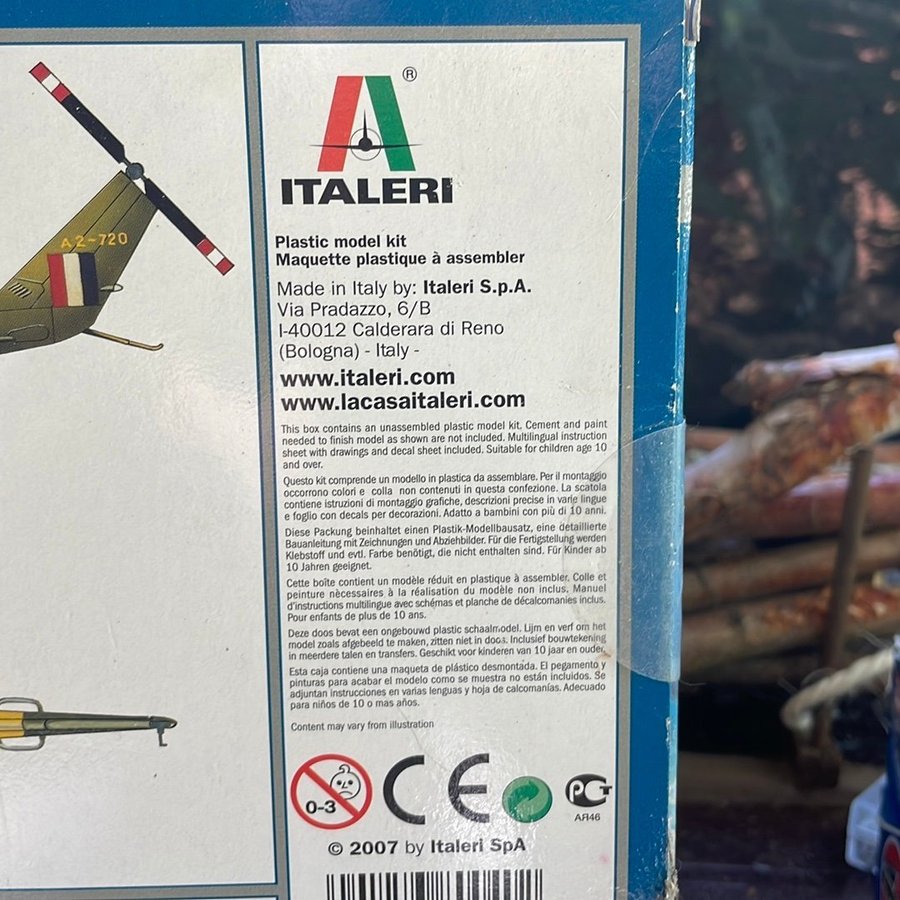 A2-720
®
ITALERI
Plastic model kit
Maquette plastique à assembler
Made in Italy by: Italeri S.p.A.
Via Pradazzo, 6/B
I-40012 Calderara di Reno
(Bologna) - Italy -
www.italeri.com
www.lacasaitaleri.com
This box contains an unassembled plastic model kit. Cement and paint
needed to finish model as shown are not included. Multilingual instruction
sheet with drawings and decal sheet included. Suitable for children age 10
and over.
Questo kit comprende un modello in plastica da assemblare. Per il montaggio
occorrono colori e colla non contenuti in questa confezione. La scatola
contiene istruzioni di montaggio grafiche, descrizioni precise in varie lingue
e foglio con decals per decorazioni. Adatto a bambini con più di 10 anni.
Diese Packung beinhaltet einen Plastik-Modellbausatz, eine detaillierte
Bauanleitung mit Zeichnungen und Abziehbilder. Für die Fertigstellung werden
Klebstoff und evtl. Farbe benötigt, die nicht enthalten sind. Für Kinder ab
10 Jahren geeignet.
Cette boîte contient un modèle réduit en plastique à assembler. Colle et
peinture nècessaires à la réalisation du modèle non inclus. Manuel
d'instructions multilingue avec schémas et planche de décalcomanies inclus.
Pour enfants de plus de 10 ans.
Deze doos bevat een ongebouwd plastic schaalmodel. Lijm en verf om het
model zoals afgebeeld te maken, zitten niet in doos. Inclusief bouwtekening
in meerdere talen en transfers. Geschikt voor kinderen van 10 jaar en ouder.
Esta caja contiene una maqueta de plástico desmontada. El pegamento y
pinturas para acabar el modelo como se muestra no están incluidos. Se
adjuntan instrucciones en varias lenguas y hoja de calcomanías. Adecuado
para niños de 10 o mas años.
Content may vary from illustration
0-3
CE
PCT
АЯ46
© 2007 by Italeri SpA